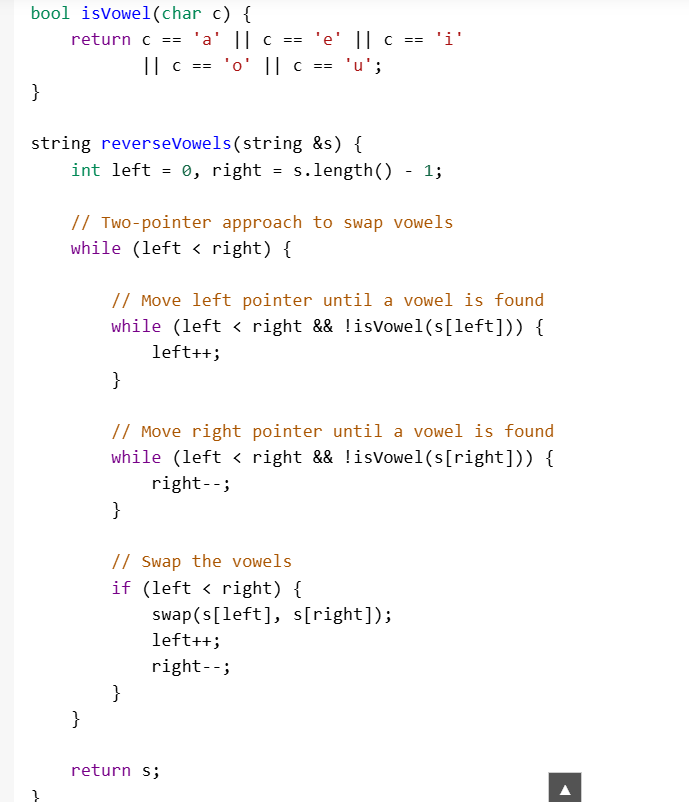 bool isVowel(char c) {
    return c == 'a' || c == 'e' || c == 'i'
           || c == 'o' || c == 'u';
}

string reverseVowels(string &s) {
    int left = 0, right = s.length() - 1;

    // Two-pointer approach to swap vowels
    while (left < right) {

        // Move left pointer until a vowel is found
        while (left < right && !isVowel(s[left])) {
            left++;
        }

        // Move right pointer until a vowel is found
        while (left < right && !isVowel(s[right])) {
            right--;
        }

        // Swap the vowels
        if (left < right) {
            swap(s[left], s[right]);
            left++;
            right--;
        }
    }

    return s;
}